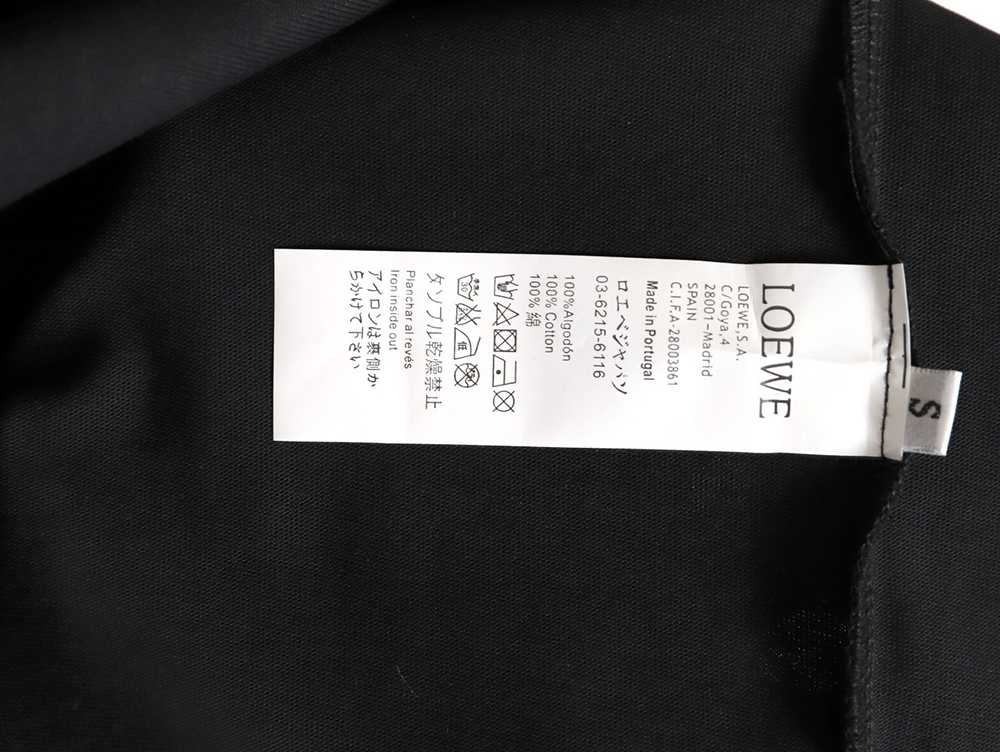 LOEWE
LOEWE,S.A.
C/Goya.4
28001-Madrid
SPAIN
C.I.F.A-28003861
Made in Portugal
ロエベジャパソ
03-6215-6116
100%Algodón
100% Cotton
100% 綿
タソブル乾燥禁止
Planchar al revés
Iron inside out
アイロンは裏側か
らかけて下さい
S